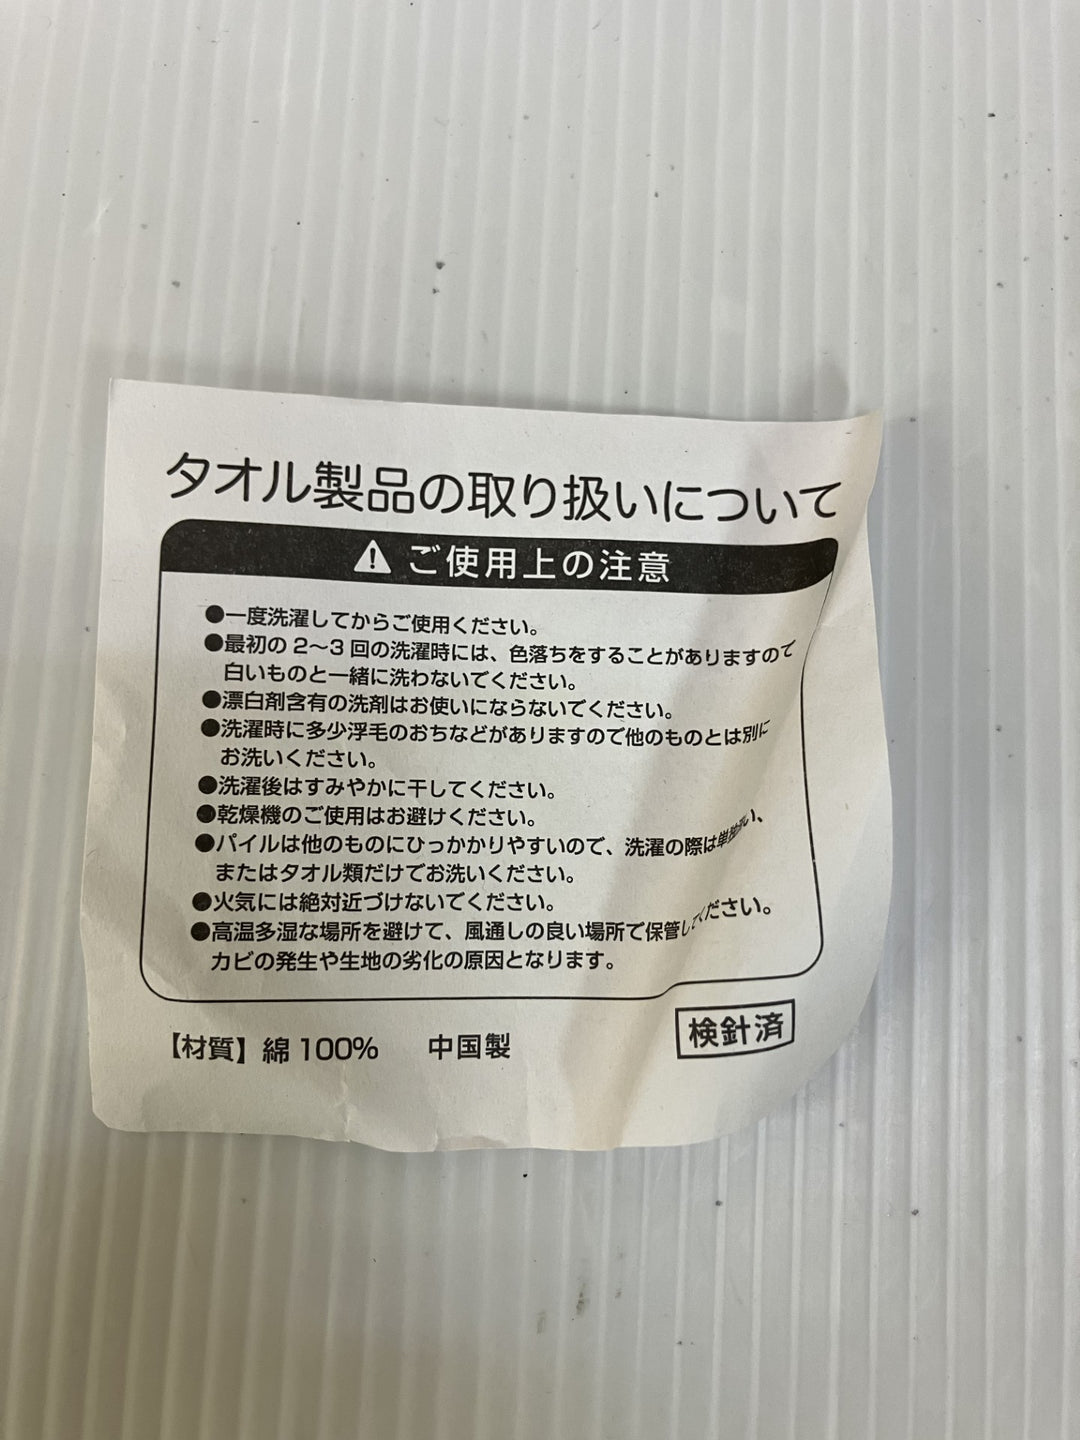 タオル製品の取り扱いについて
ご使用上の注意
●一度洗濯してからご使用ください。
●最初の2〜3回の洗濯時には、色落ちをすることがありますので
白いものと一緒に洗わないでください。
●漂白剤含有の洗剤はお使いにならないでください。
●洗濯時に多少浮毛のおちなどがありますので他のものとは別に
お洗いください。
●洗濯後はすみやかに干してください。
●乾燥機のご使用はお避けください。
●パイルは他のものにひっかかりやすいので、洗濯の際は単独洗い、
またはタオル類だけでお洗いください。
●火気には絶対近づけないでください。
●高温多湿な場所を避けて、風通しの良い場所で保管してください。
カビの発生や生地の劣化の原因となります。
【材質】綿100% 中国製
検針済